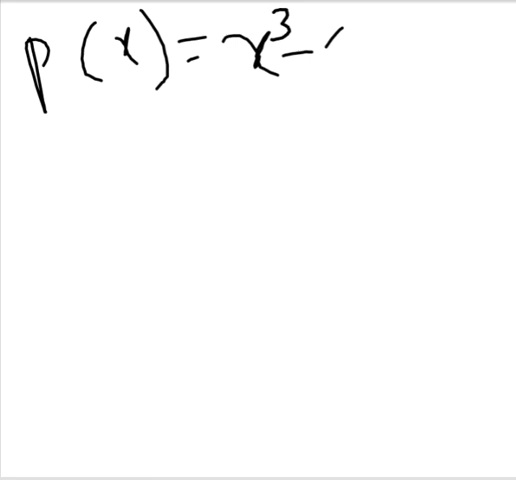 p(x) = x³ -